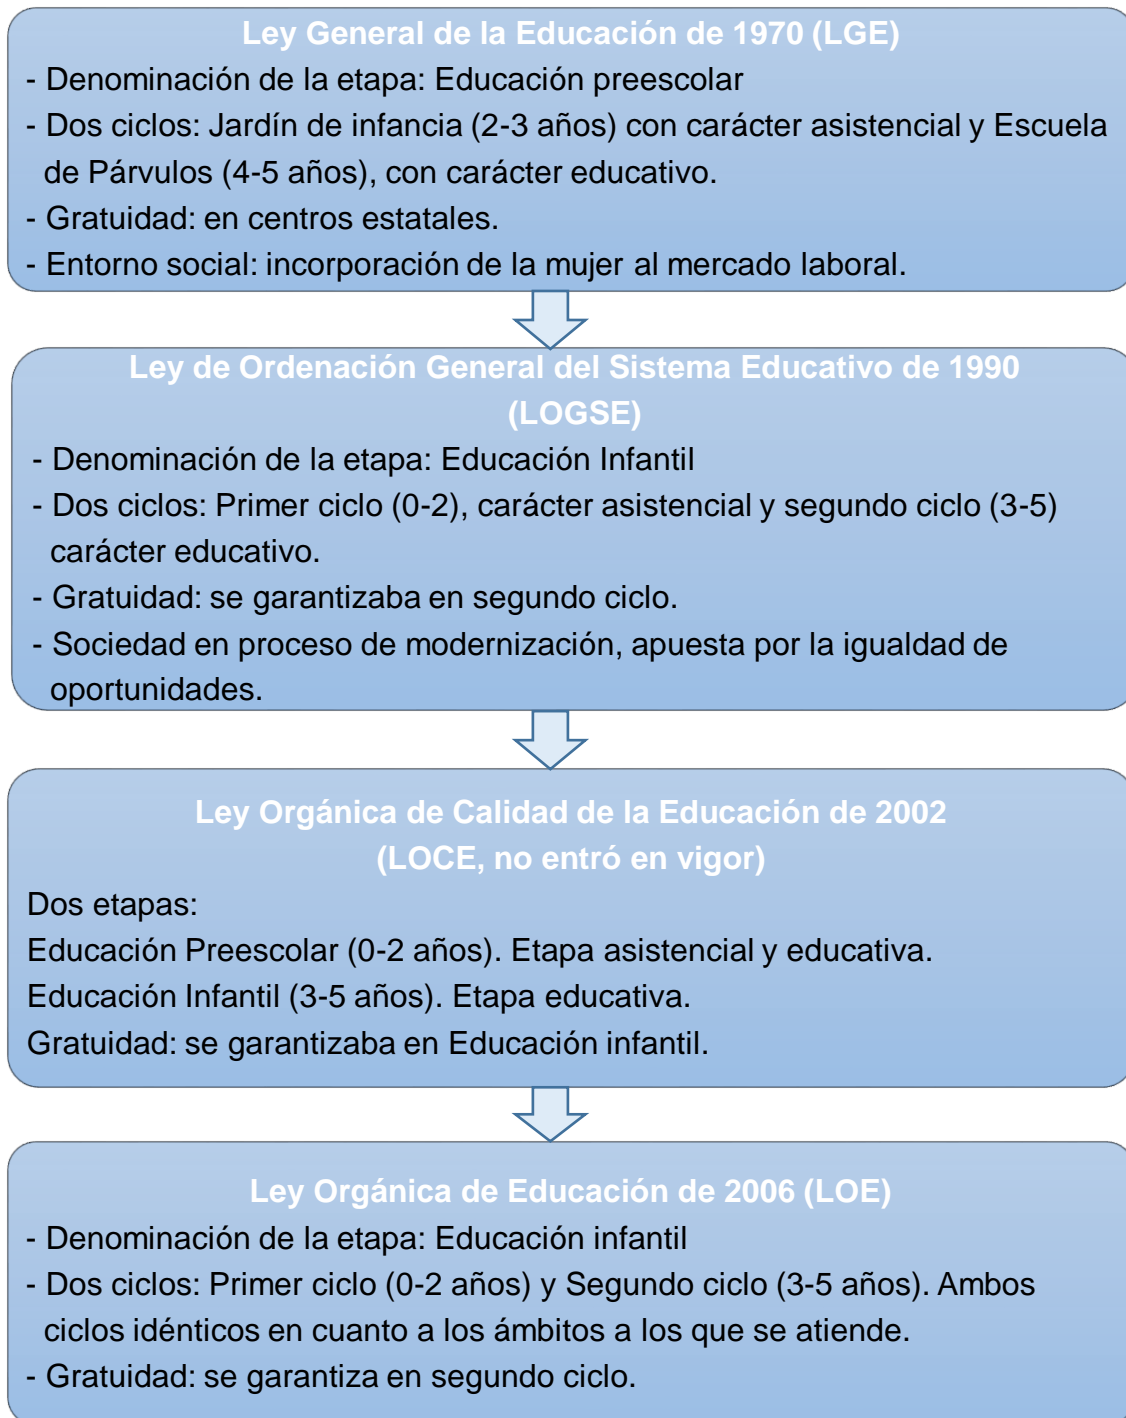 Ley General de la Educación de 1970 (LGE)
- Denominación de la etapa: Educación preescolar
- Dos ciclos: Jardín de infancia (2-3 años) con carácter asistencial y Escuela
de Párvulos (4-5 años), con carácter educativo.
- Gratuidad: en centros estatales.
- Entorno social: incorporación de la mujer al mercado laboral.
Ley de Ordenación General del Sistema Educativo de 1990
(LOGSE)
- Denominación de la etapa: Educación Infantil
- Dos ciclos: Primer ciclo (0-2), carácter asistencial y segundo ciclo (3-5)
carácter educativo.
- Gratuidad: se garantizaba en segundo ciclo.
- Sociedad en proceso de modernización, apuesta por la igualdad de
oportunidades.
Ley Orgánica de Calidad de la Educación de 2002
(LOCE, no entró en vigor)
Dos etapas:
Educación Preescolar (0-2 años). Etapa asistencial y educativa.
Educación Infantil (3-5 años). Etapa educativa.
Gratuidad: se garantizaba en Educación infantil.
Ley Orgánica de Educación de 2006 (LOE)
- Denominación de la etapa: Educación infantil
- Dos ciclos: Primer ciclo (0-2 años) y Segundo ciclo (3-5 años). Ambos
ciclos idénticos en cuanto a los ámbitos a los que se atiende.
- Gratuidad: se garantiza en segundo ciclo.